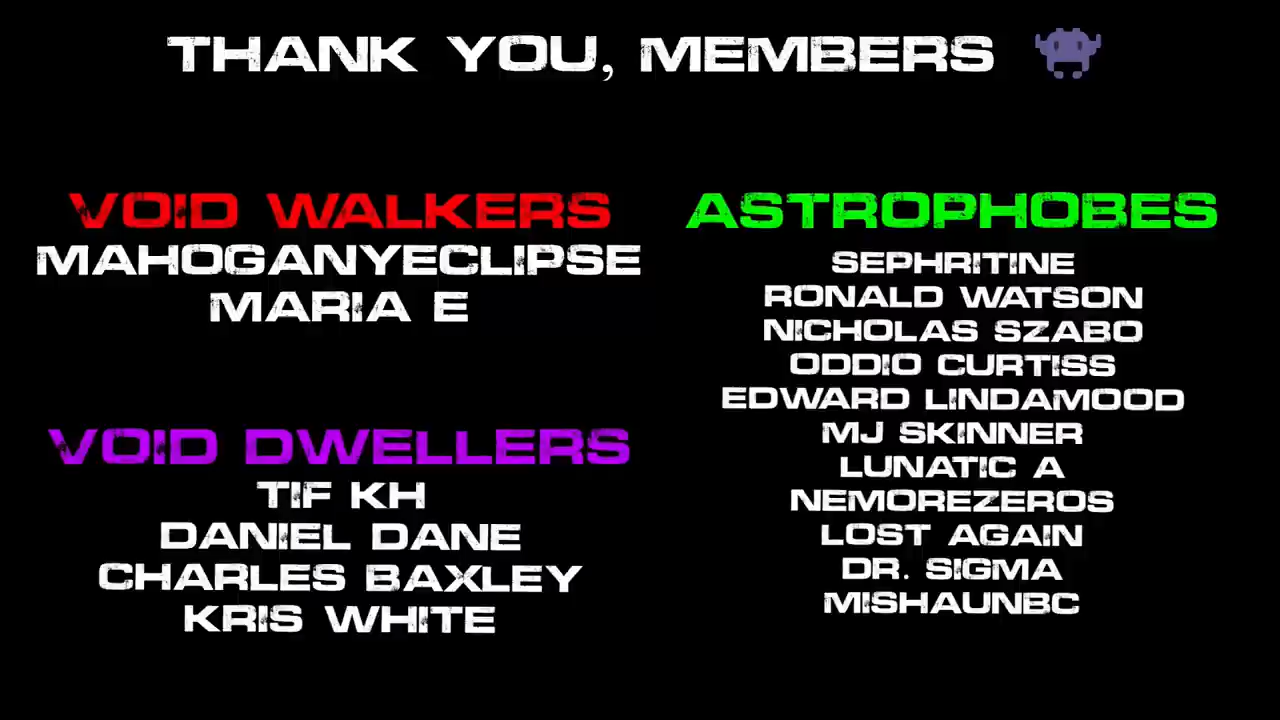 THANK YOU, MEMBERS
VOID WALKERS
MAHOGANYECLIPSE
MARIA E
VOID DWELLERS
TIF KH
DANIEL DANE
CHARLES BAXLEY
KRIS WHITE
ASTROPHOBES
SEPHRITINE
RONALD WATSON
NICHOLAS SZABO
ODDIO CURTISS
EDWARD LINDAMOOD
MJ SKINNER
LUNATIC A
NEMOREZEROS
LOST AGAIN
DR. SIGMA
MISHAUNBC